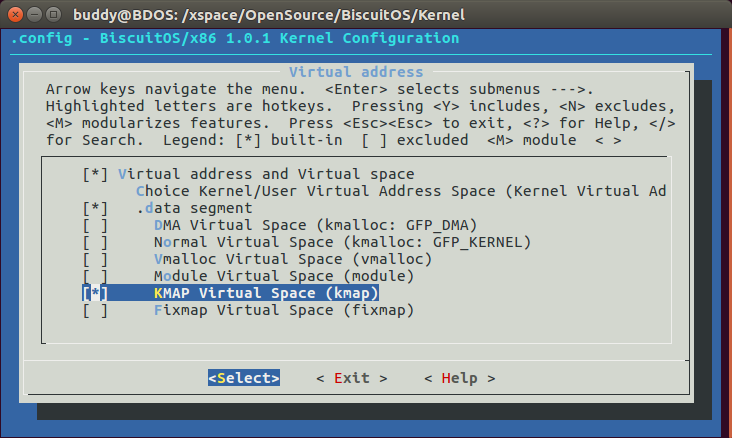 buddy@BDOS: /xspace/OpenSource/BiscuitOS/Kernel
.config - BiscuitOS/x86 1.0.1 Kernel Configuration
Virtual address
Arrow keys navigate the menu.  <Enter> selects submenus --->.
Highlighted letters are hotkeys.  Pressing <Y> includes, <N> excludes,
<M> modularizes features.  Press <Esc><Esc> to exit, <?> for Help, </>
for Search.  Legend: [*] built-in  [ ] excluded  <M> module  < >
[*] Virtual address and Virtual space
Choice Kernel/User Virtual Address Space (Kernel Virtual Ad
[*]   .data segment
[ ]     DMA Virtual Space (kmalloc: GFP_DMA)
[ ]     Normal Virtual Space (kmalloc: GFP_KERNEL)
[ ]     Vmalloc Virtual Space (vmalloc)
[ ]     Module Virtual Space (module)
[*]     KMAP Virtual Space (kmap)
[ ]     Fixmap Virtual Space (fixmap)
<Select>    < Exit >    < Help >